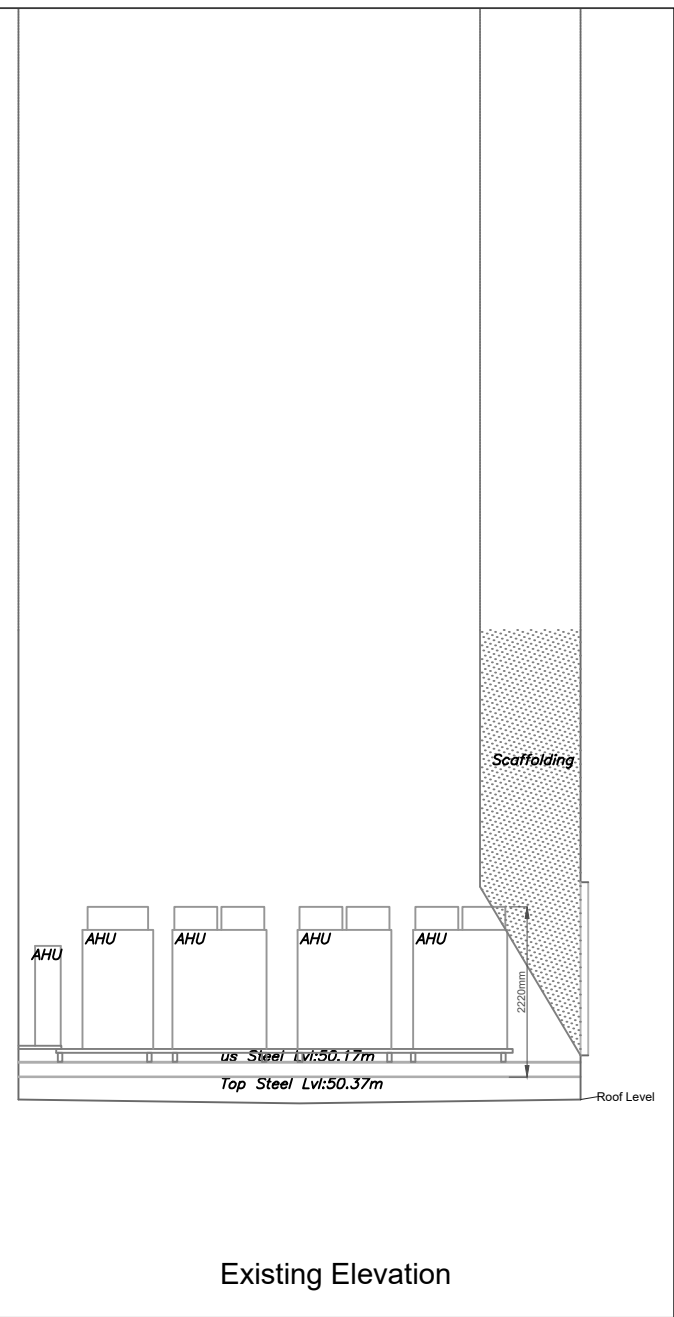 Scaffolding
AHU
AHU
AHU
AHU
AHU
2220mm
us Steel Lvl:50.17m
Top Steel Lvl:50.37m
Roof Level
Existing Elevation